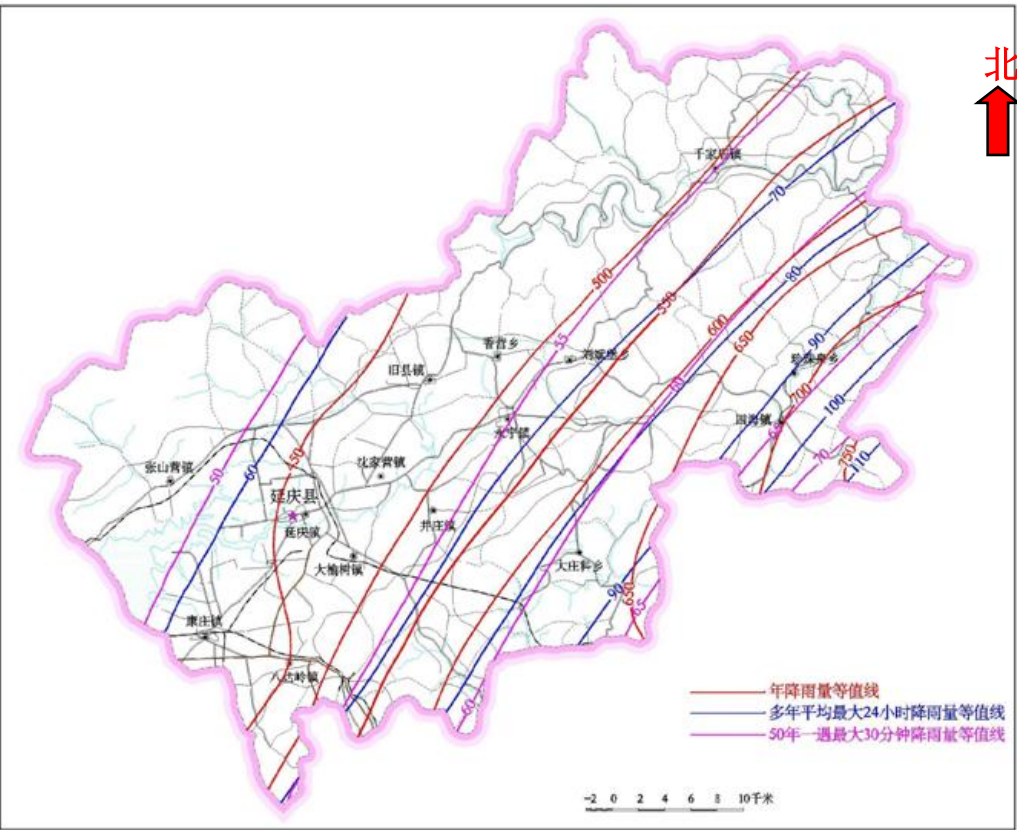 北
千家店镇
70
80
500
550
600
650
55
60
90
香营乡
刘斌堡乡
旧县镇
珍珠泉乡
700
100
永宁镇
四海镇
65
张山营镇
50
60
450
沈家营镇
70
750
110
延庆县
延庆镇
井庄镇
大榆树镇
大庄科乡
90
650
65
康庄镇
八达岭镇
60
年降雨量等值线
多年平均最大24小时降雨量等值线
50年一遇最大30分钟降雨量等值线
-2 0 2 4 6 8 10千米